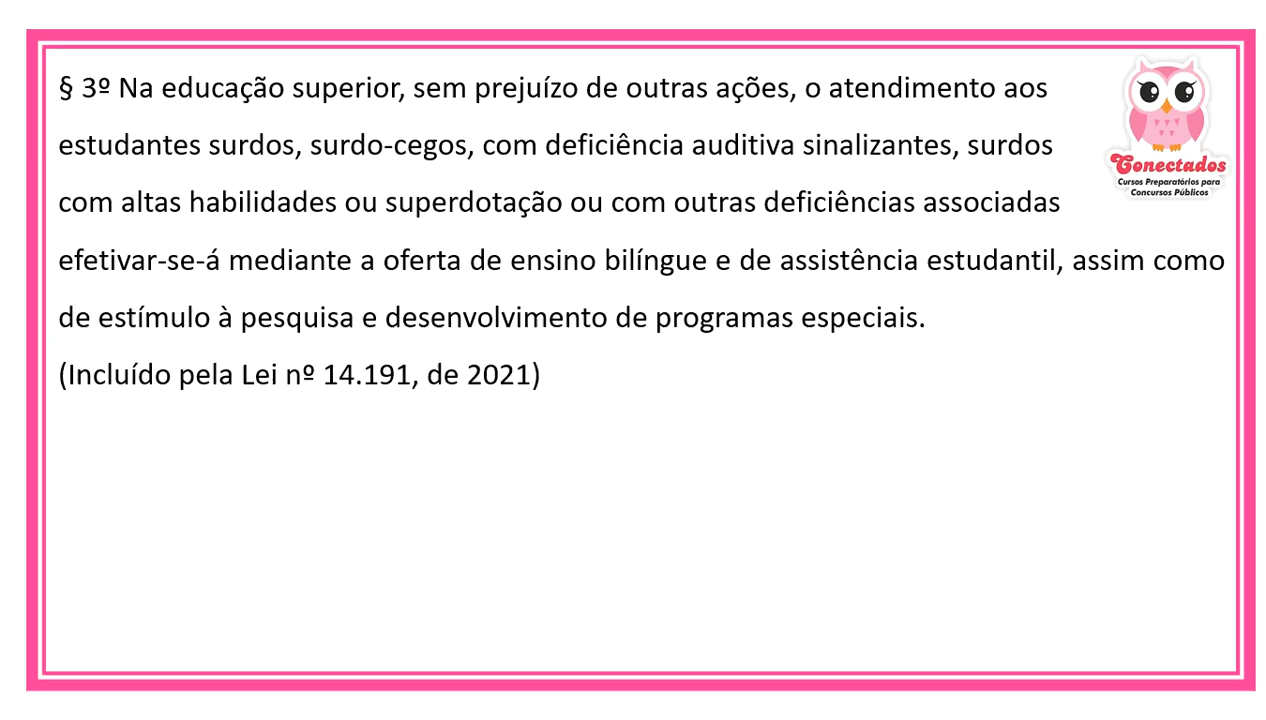 § 3º Na educação superior, sem prejuízo de outras ações, o atendimento aos
estudantes surdos, surdo-cegos, com deficiência auditiva sinalizantes, surdos
com altas habilidades ou superdotação ou com outras deficiências associadas
efetivar-se-á mediante a oferta de ensino bilíngue e de assistência estudantil, assim como
de estímulo à pesquisa e desenvolvimento de programas especiais.
(Incluído pela Lei nº 14.191, de 2021)
Conectados
Cursos Preparatórios para
Concursos Públicos